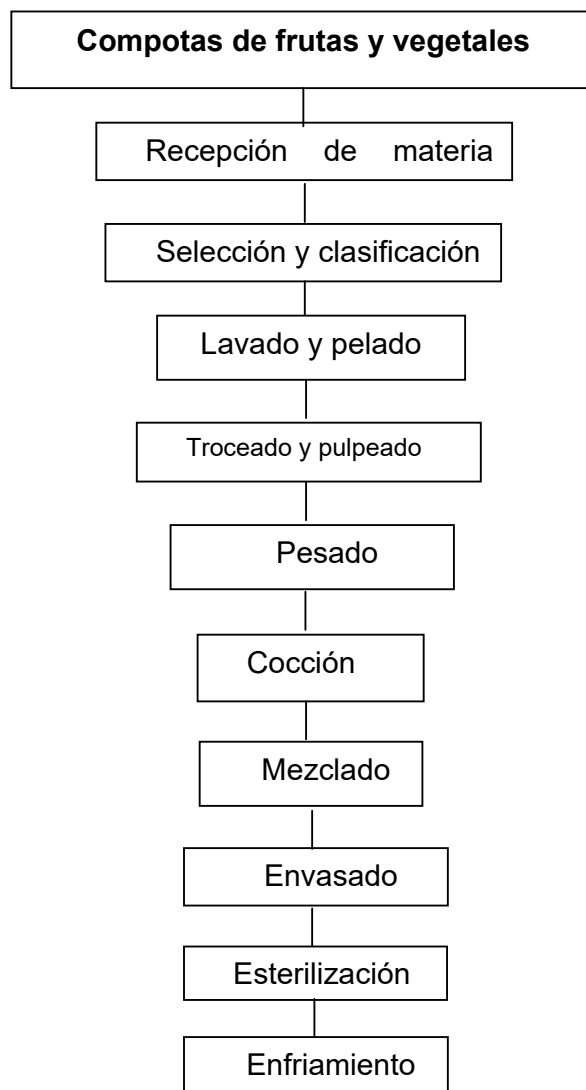 Compotas de frutas y vegetales
Recepción de materia
Selección y clasificación
Lavado y pelado
Troceado y pulpeado
Pesado
Cocción
Mezclado
Envasado
Esterilización
Enfriamiento